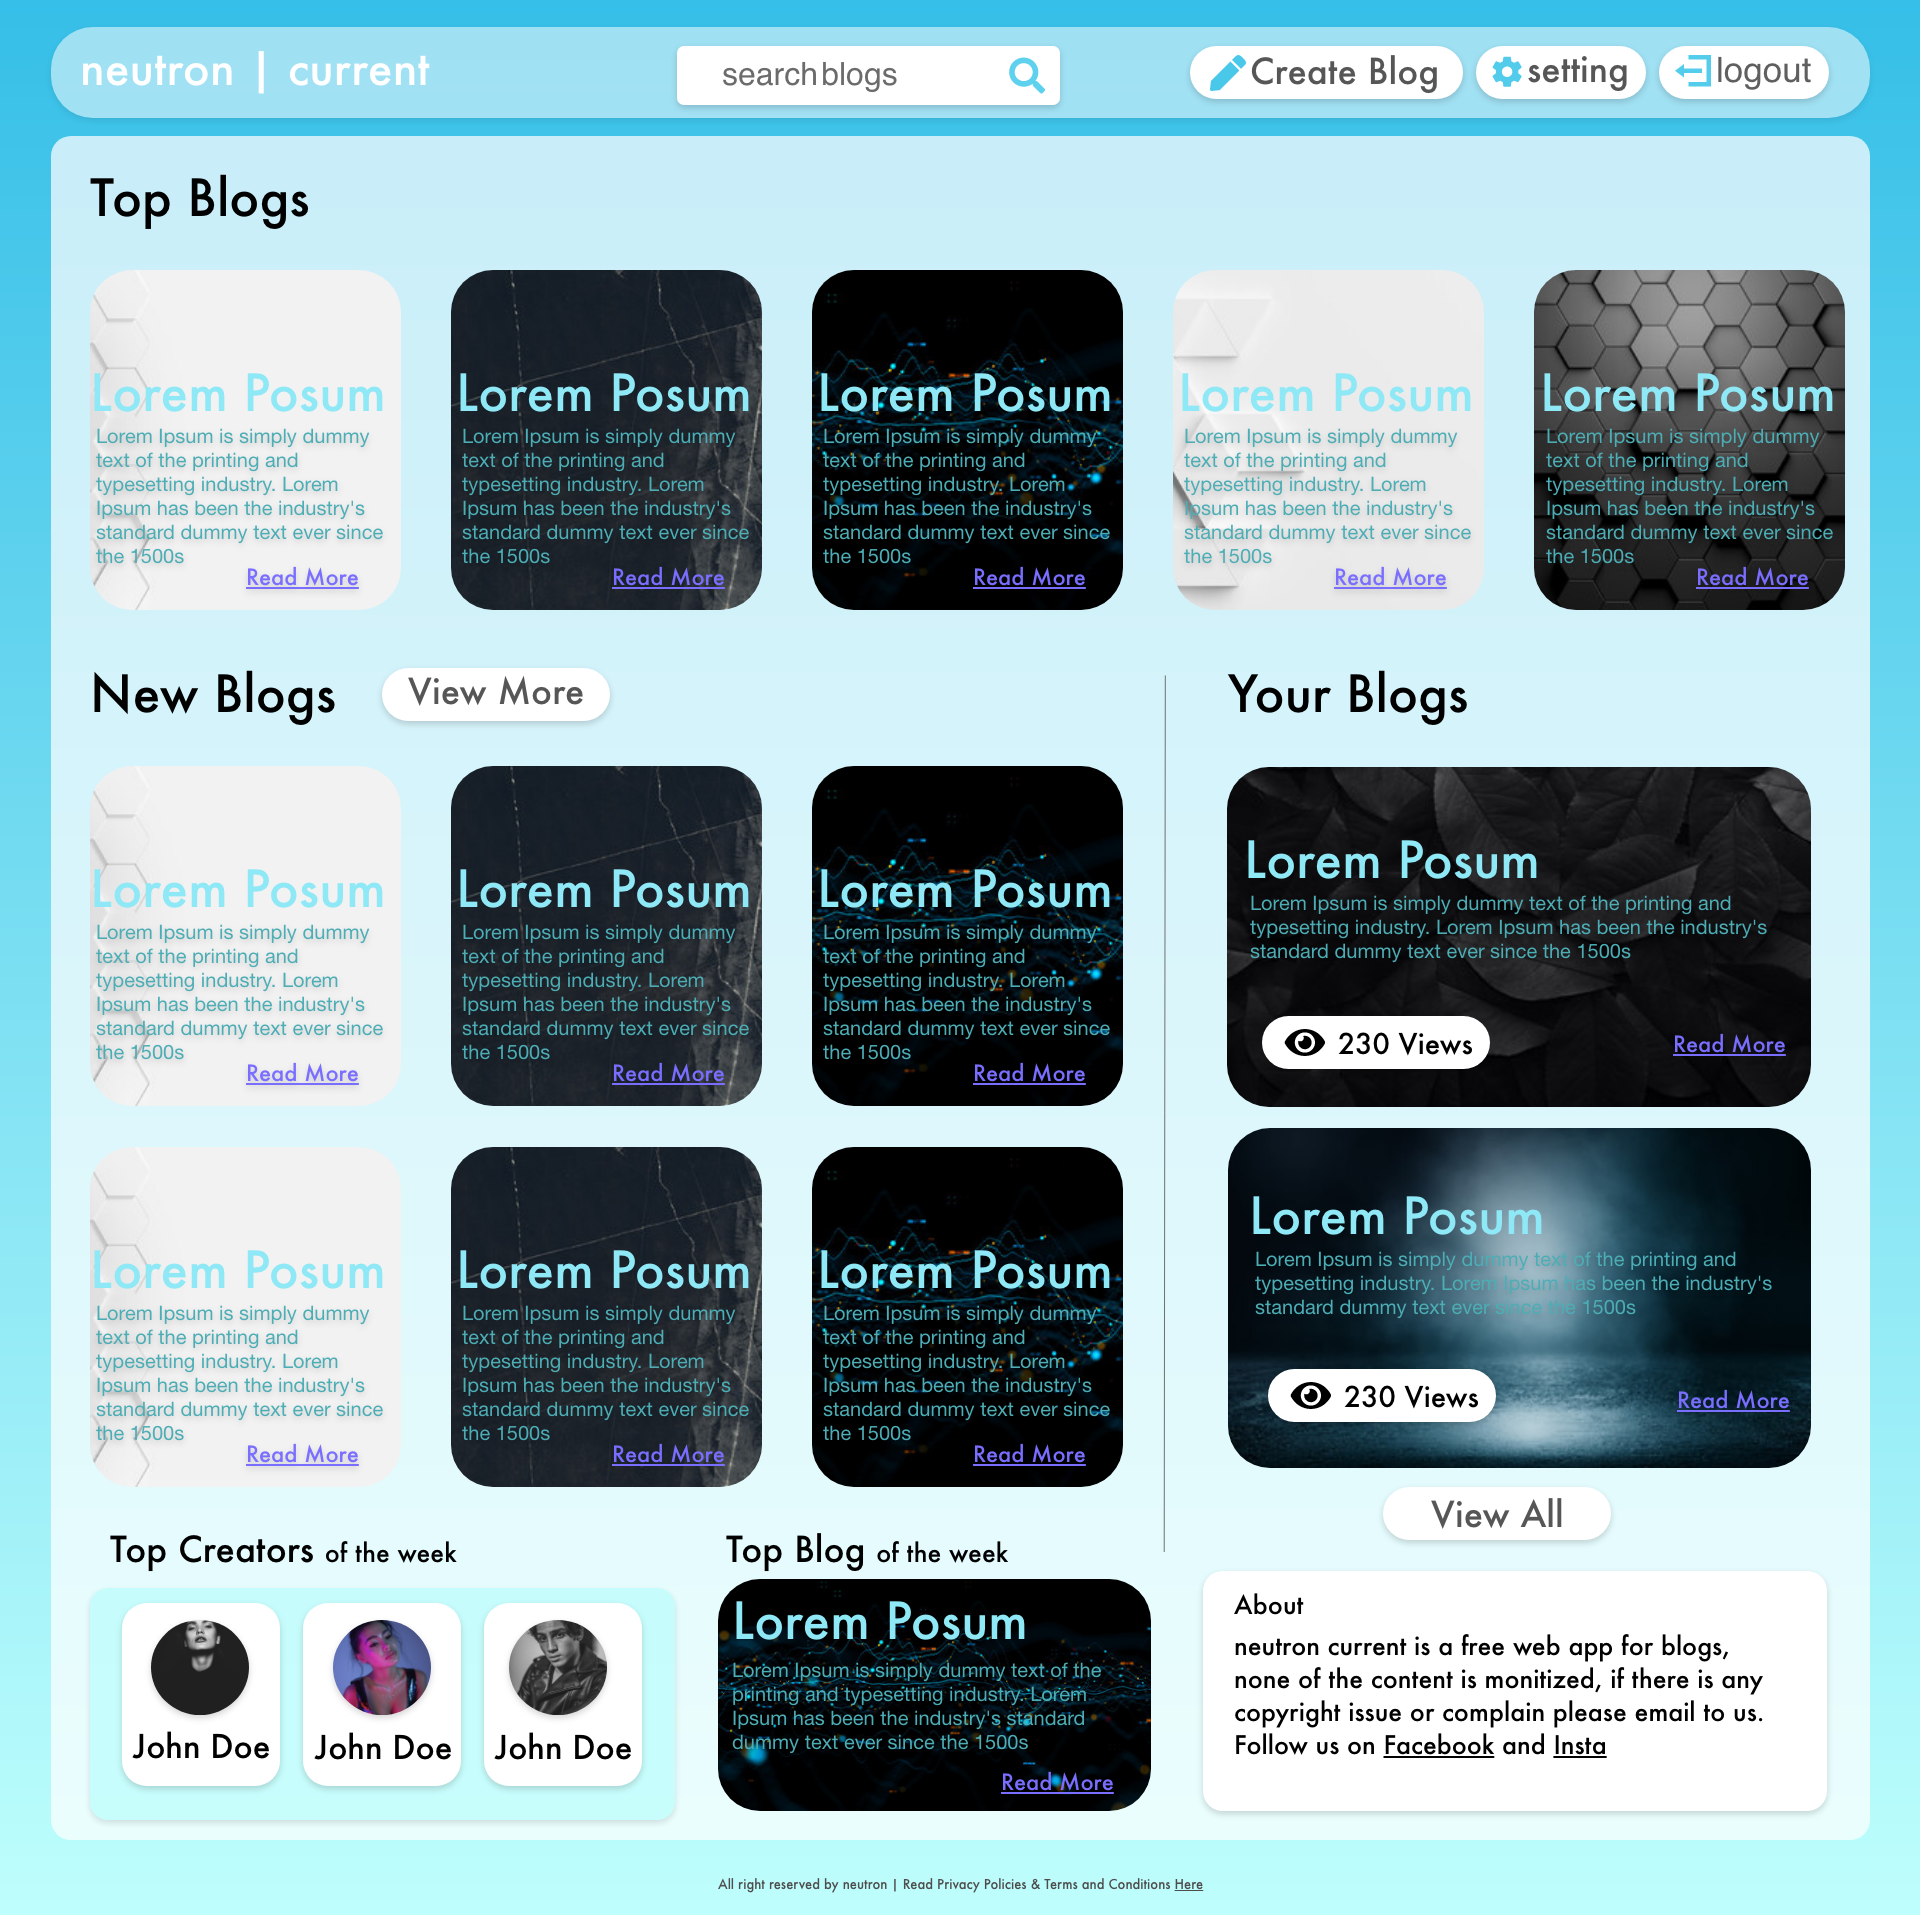 neutron | current
search blogs
Create Blog
setting
logout
Top Blogs
Lorem Posum
Lorem Ipsum is simply dummy
text of the printing and
typesetting industry. Lorem
Ipsum has been the industry's
standard dummy text ever since
the 1500s
Read More
Lorem Posum
Lorem Ipsum is simply dummy
text of the printing and
typesetting industry. Lorem
Ipsum has been the industry's
standard dummy text ever since
the 1500s
Read More
Lorem Posum
Lorem Ipsum is simply dummy
text of the printing and
typesetting industry. Lorem
Ipsum has been the industry's
standard dummy text ever since
the 1500s
Read More
Lorem Posum
Lorem Ipsum is simply dummy
text of the printing and
typesetting industry. Lorem
Ipsum has been the industry's
standard dummy text ever since
the 1500s
Read More
Lorem Posum
Lorem Ipsum is simply dummy
text of the printing and
typesetting industry. Lorem
Ipsum has been the industry's
standard dummy text ever since
the 1500s
Read More
New Blogs
View More
Lorem Posum
Lorem Ipsum is simply dummy
text of the printing and
typesetting industry. Lorem
Ipsum has been the industry's
standard dummy text ever since
the 1500s
Read More
Lorem Posum
Lorem Ipsum is simply dummy
text of the printing and
typesetting industry. Lorem
Ipsum has been the industry's
standard dummy text ever since
the 1500s
Read More
Lorem Posum
Lorem Ipsum is simply dummy
text of the printing and
typesetting industry. Lorem
Ipsum has been the industry's
standard dummy text ever since
the 1500s
Read More
Lorem Posum
Lorem Ipsum is simply dummy
text of the printing and
typesetting industry. Lorem
Ipsum has been the industry's
standard dummy text ever since
the 1500s
Read More
Lorem Posum
Lorem Ipsum is simply dummy
text of the printing and
typesetting industry. Lorem
Ipsum has been the industry's
standard dummy text ever since
the 1500s
Read More
Lorem Posum
Lorem Ipsum is simply dummy
text of the printing and
typesetting industry. Lorem
Ipsum has been the industry's
standard dummy text ever since
the 1500s
Read More
Your Blogs
Lorem Posum
Lorem Ipsum is simply dummy text of the printing and
typesetting industry. Lorem Ipsum has been the industry's
standard dummy text ever since the 1500s
230 Views
Read More
Lorem Posum
Lorem Ipsum is simply dummy text of the printing and
typesetting industry. Lorem Ipsum has been the industry's
standard dummy text ever since the 1500s
230 Views
Read More
View All
Top Creators of the week
John Doe
John Doe
John Doe
Top Blog of the week
Lorem Posum
Lorem Ipsum is simply dummy text of the
printing and typesetting industry. Lorem
Ipsum has been the industry's standard
dummy text ever since the 1500s
Read More
About
neutron current is a free web app for blogs,
none of the content is monitized, if there is any
copyright issue or complain please email to us.
Follow us on Facebook and Insta
All right reserved by neutron | Read Privacy Policies & Terms and Conditions Here